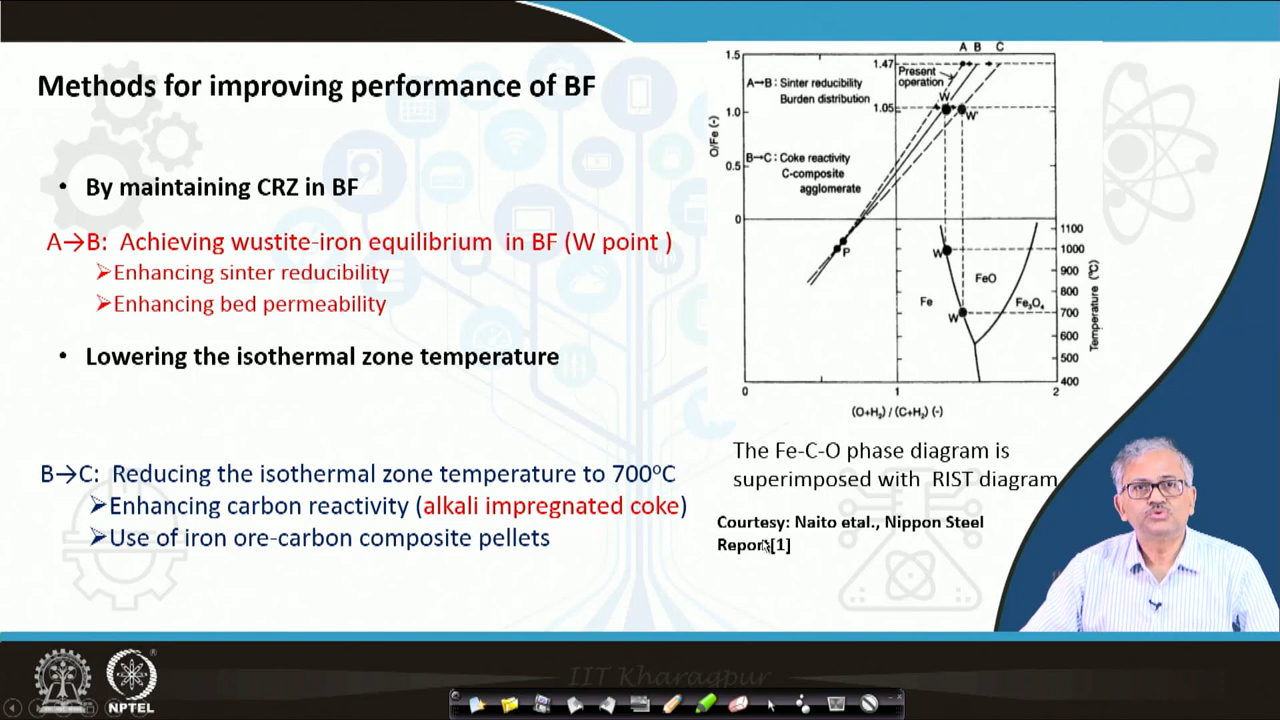 Methods for improving performance of BF
• By maintaining CRZ in BF
A→B: Achieving wustite-iron equilibrium in BF (W point )
➢Enhancing sinter reducibility
➢Enhancing bed permeability
• Lowering the isothermal zone temperature
B→C: Reducing the isothermal zone temperature to 700ºC
➢Enhancing carbon reactivity (alkali impregnated coke)
➢Use of iron ore-carbon composite pellets
A B C
1.5
1.47
Present
operation
A→B : Sinter reducibility
Burden distribution
W
1.05
1.0
W'
O/Fe (-)
B→C : Coke reactivity
C-composite
agglomerate
0.5
0
P
1100
1000
900
800
700
600
500
400
Temperature (℃)
W
FeO
Fe
Fe₃O₄
W'
0 1 2
(O+H₂) / (C+H₂) (-)
The Fe-C-O phase diagram is
superimposed with RIST diagram
Courtesy: Naito etal., Nippon Steel
Report[1]
IIT Kharagpur
NPTEL